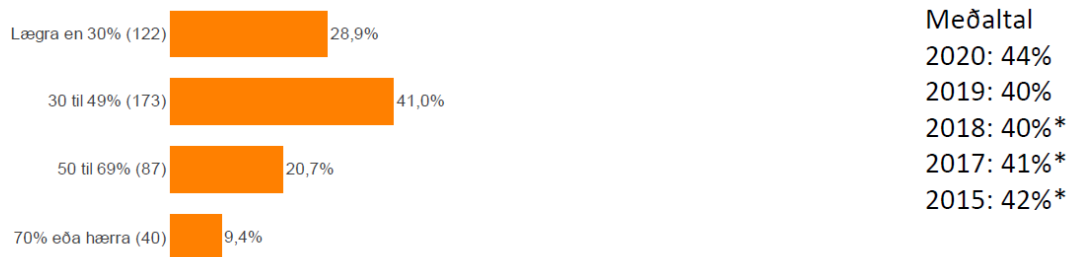 Lægra en 30% (122) 28,9%
30 til 49% (173) 41,0%
50 til 69% (87) 20,7%
70% eða hærra (40) 9,4%
Meðaltal
2020: 44%
2019: 40%
2018: 40%*
2017: 41%*
2015: 42%*